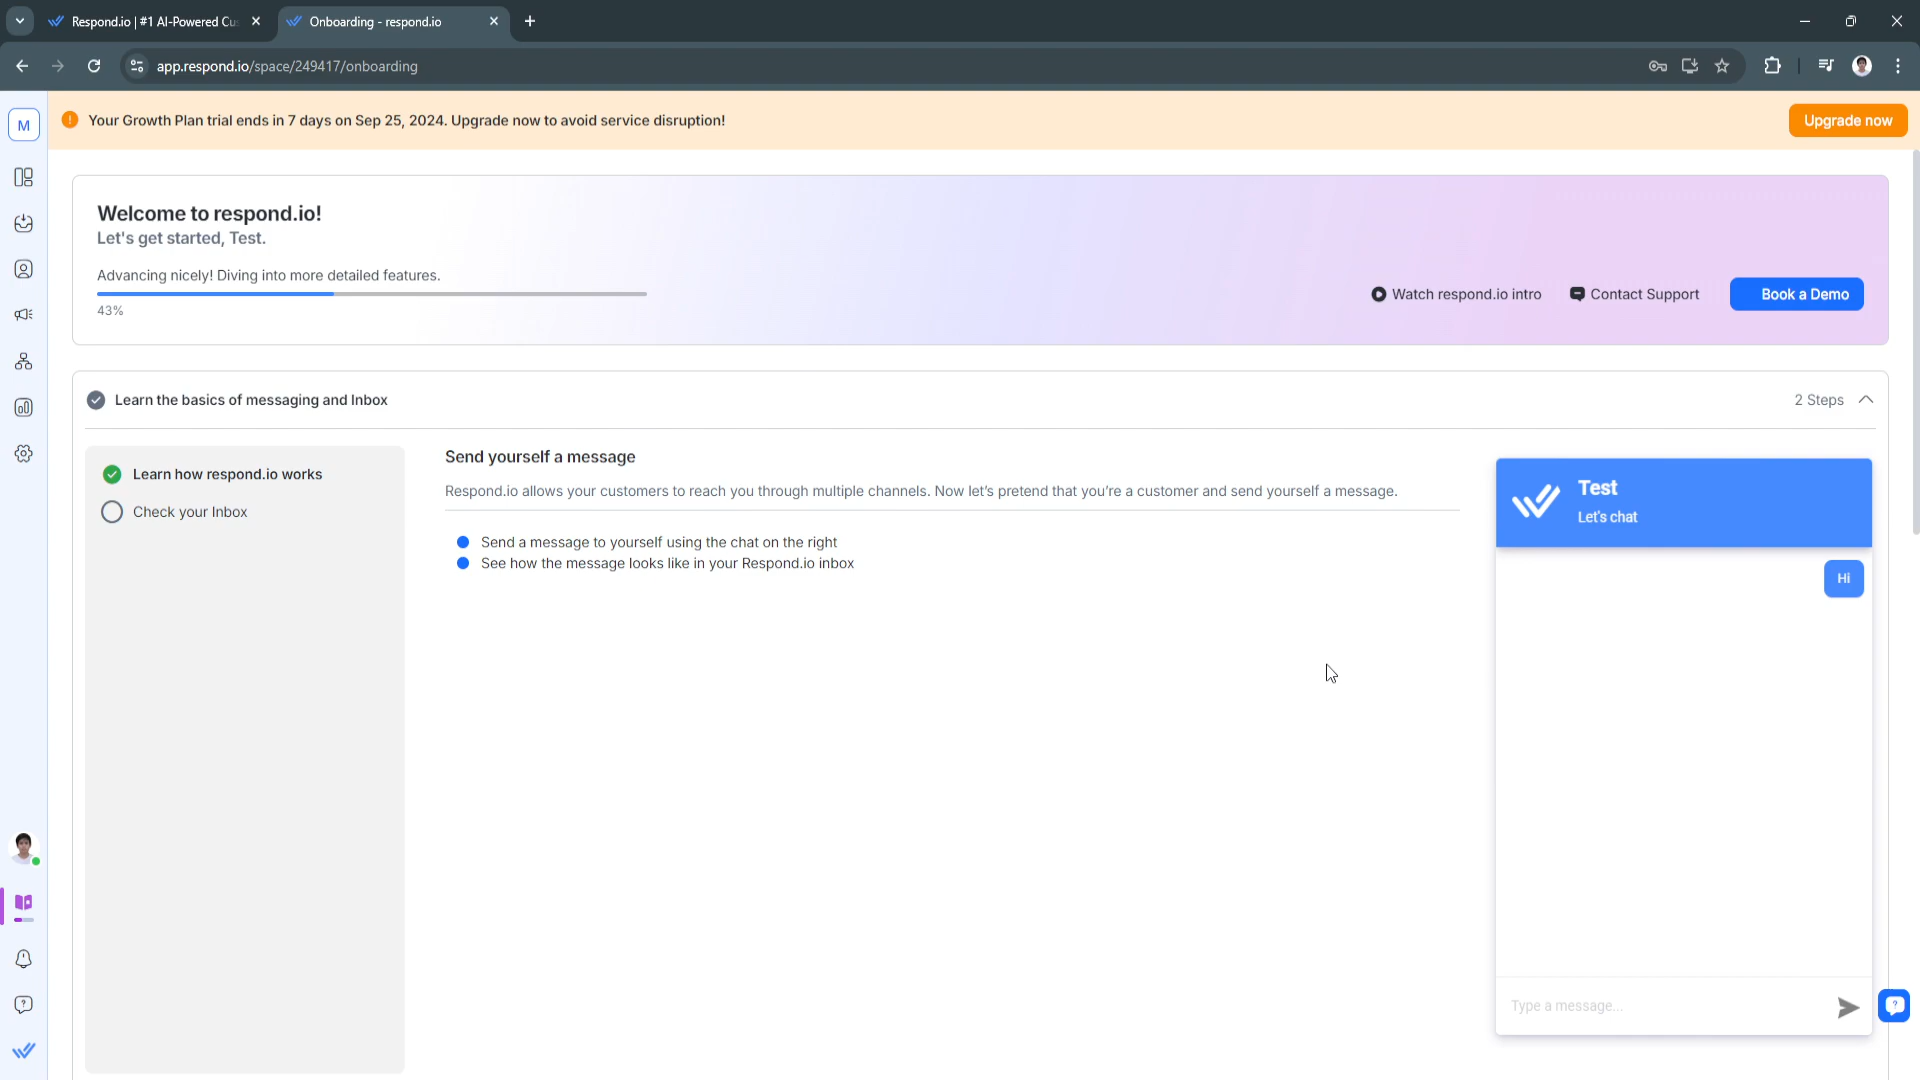 Respond.io | #1 AI-Powered Cu
Onboarding - respond.io
app.respond.io/space/249417/onboarding
M
Your Growth Plan trial ends in 7 days on Sep 25, 2024. Upgrade now to avoid service disruption!
Upgrade now
Welcome to respond.io!
Let's get started, Test.
Advancing nicely! Diving into more detailed features.
43%
Watch respond.io intro
Contact Support
Book a Demo
Learn the basics of messaging and Inbox
2 Steps
Learn how respond.io works
Check your Inbox
Send yourself a message
Respond.io allows your customers to reach you through multiple channels. Now let's pretend that you're a customer and send yourself a message.
Send a message to yourself using the chat on the right
See how the message looks like in your Respond.io inbox
Test
Let's chat
Hi
Type a message...